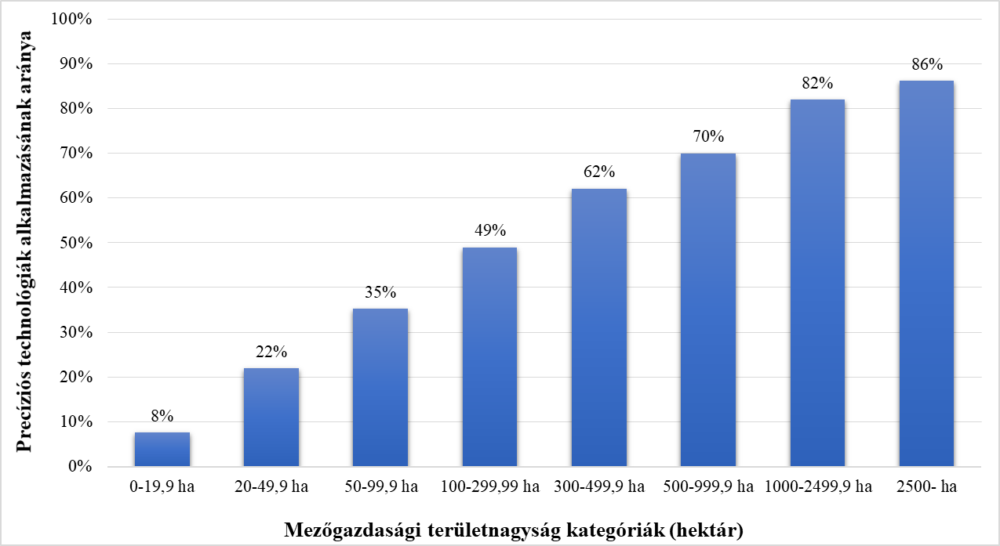 Precíziós technológiák alkalmazásának aránya
100%
90%
80%
70%
60%
50%
40%
30%
20%
10%
0%
8%
22%
35%
49%
62%
70%
82%
86%
0-19,9 ha
20-49,9 ha
50-99,9 ha
100-299,99 ha
300-499,9 ha
500-999,9 ha
1000-2499,9 ha
2500- ha
Mezőgazdasági területnagyság kategóriák (hektár)